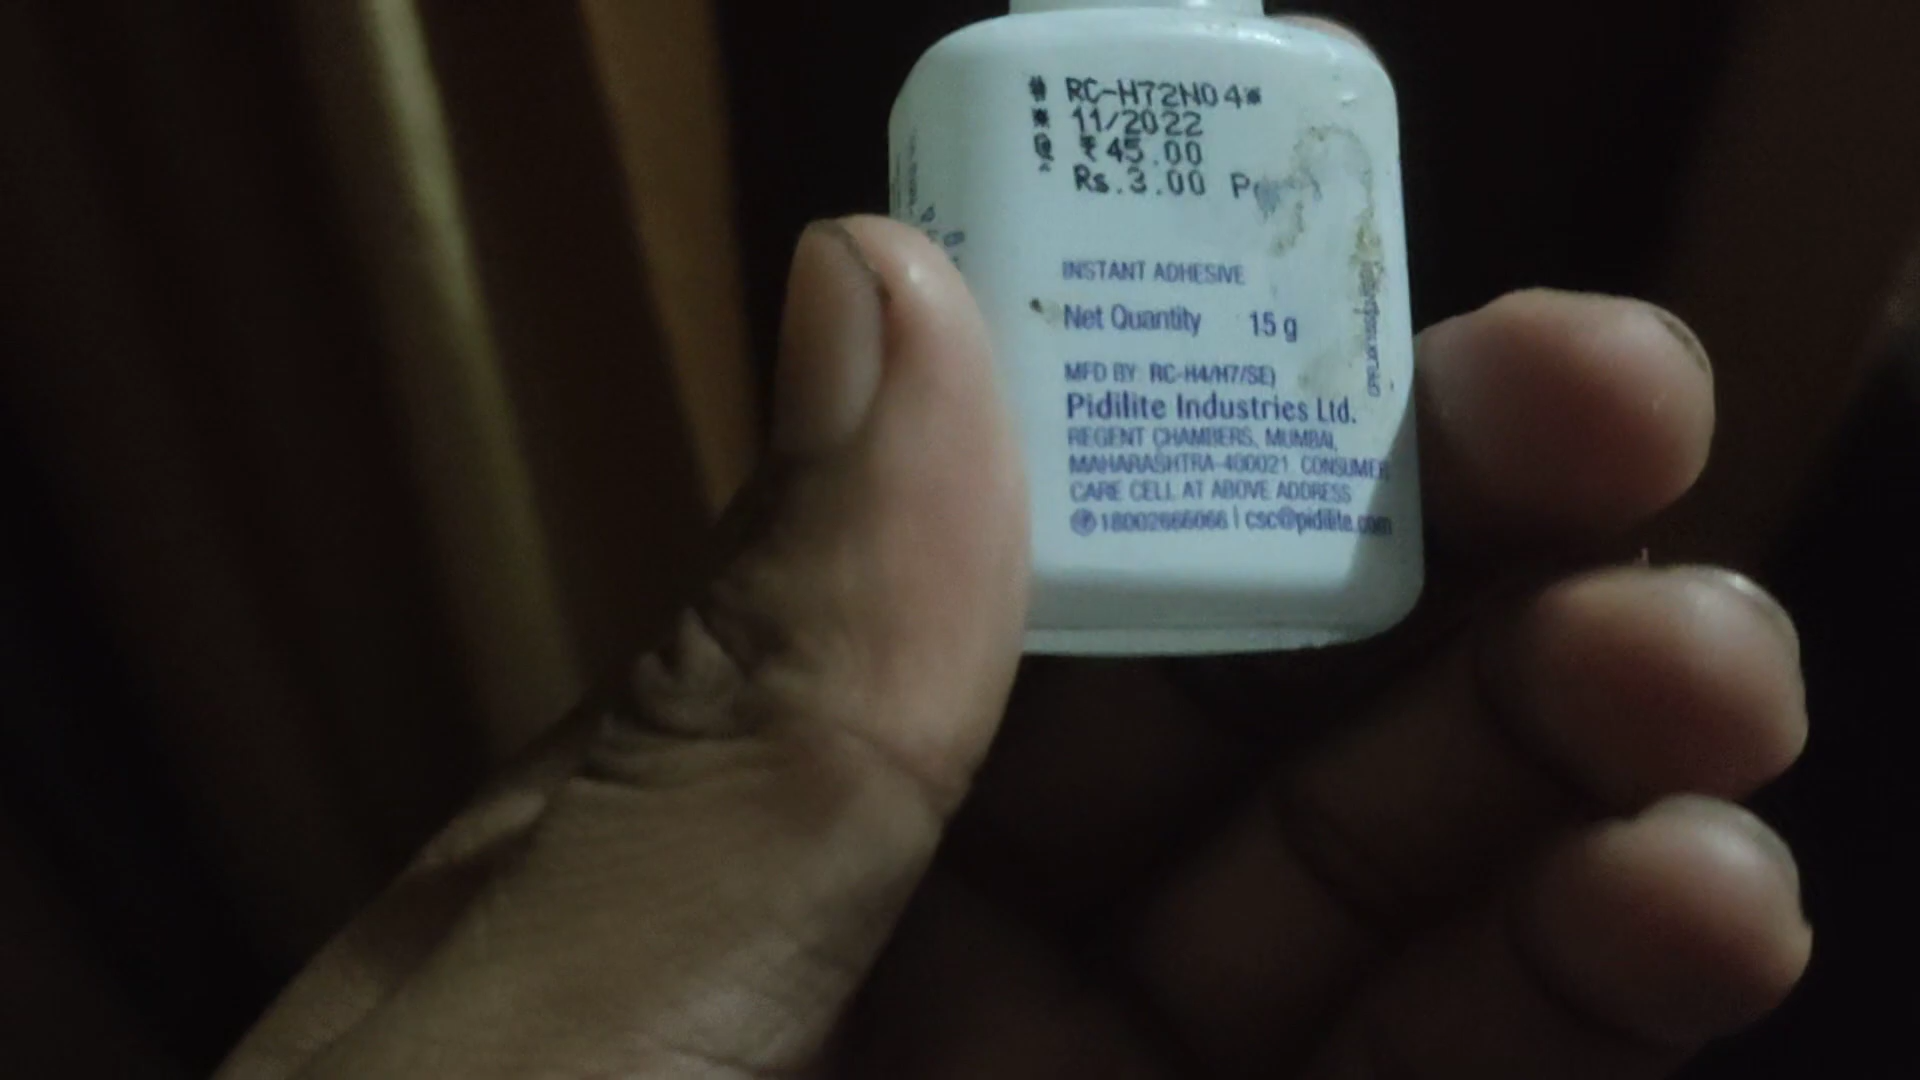 # RC-H72N04*
* 11/2022
@ ₹45.00
^ Rs.3.00
INSTANT ADHESIVE
Net Quantity 15 g
MFD BY: RC-H4/H7/SE)
Pidilite Industries Ltd.
REGENT CHAMBERS, MUMBAI,
MAHARASHTRA-400021. CONSUMER
CARE CELL AT ABOVE ADDRESS
18002666066 | csc@pidilite.com